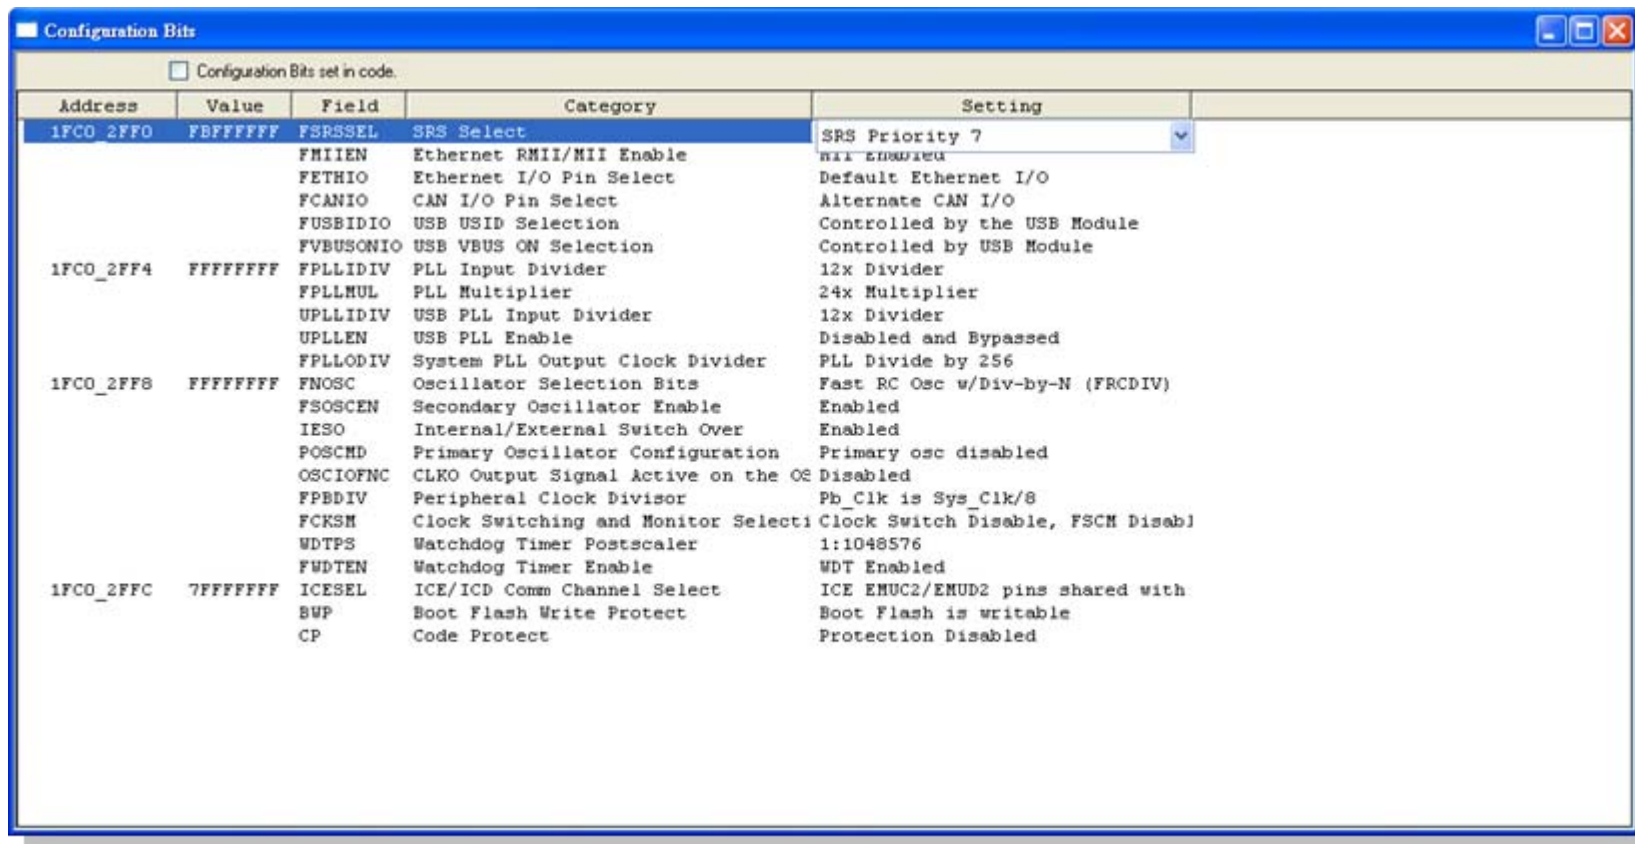 Configuration Bits
Configuration Bits set in code.
Address Value Field Category Setting
1FC0_2FF0 FBFFFFFF FSRSSEL SRS Select SRS Priority 7
FMIIEN Ethernet RMII/MII Enable MII Enabled
FETHIO Ethernet I/O Pin Select Default Ethernet I/O
FCANIO CAN I/O Pin Select Alternate CAN I/O
FUSBIDIO USB USID Selection Controlled by the USB Module
FVBUSONIO USB VBUS ON Selection Controlled by USB Module
1FC0_2FF4 FFFFFFFF FPLLIDIV PLL Input Divider 12x Divider
FPLLMUL PLL Multiplier 24x Multiplier
UPLLIDIV USB PLL Input Divider 12x Divider
UPLLEN USB PLL Enable Disabled and Bypassed
FPLLODIV System PLL Output Clock Divider PLL Divide by 256
1FC0_2FF8 FFFFFFFF FNOSC Oscillator Selection Bits Fast RC Osc w/Div-by-N (FRCDIV)
FSOSCEN Secondary Oscillator Enable Enabled
IESO Internal/External Switch Over Enabled
POSCMD Primary Oscillator Configuration Primary osc disabled
OSCIOFNC CLKO Output Signal Active on the OS Disabled
FPBDIV Peripheral Clock Divisor Pb_Clk is Sys_Clk/8
FCKSM Clock Switching and Monitor Selecti Clock Switch Disable, FSCM Disabl
WDTPS Watchdog Timer Postscaler 1:1048576
FWDTEN Watchdog Timer Enable WDT Enabled
1FC0_2FFC 7FFFFFFF ICESEL ICE/ICD Comm Channel Select ICE EMUC2/EMUD2 pins shared with
BWP Boot Flash Write Protect Boot Flash is writable
CP Code Protect Protection Disabled